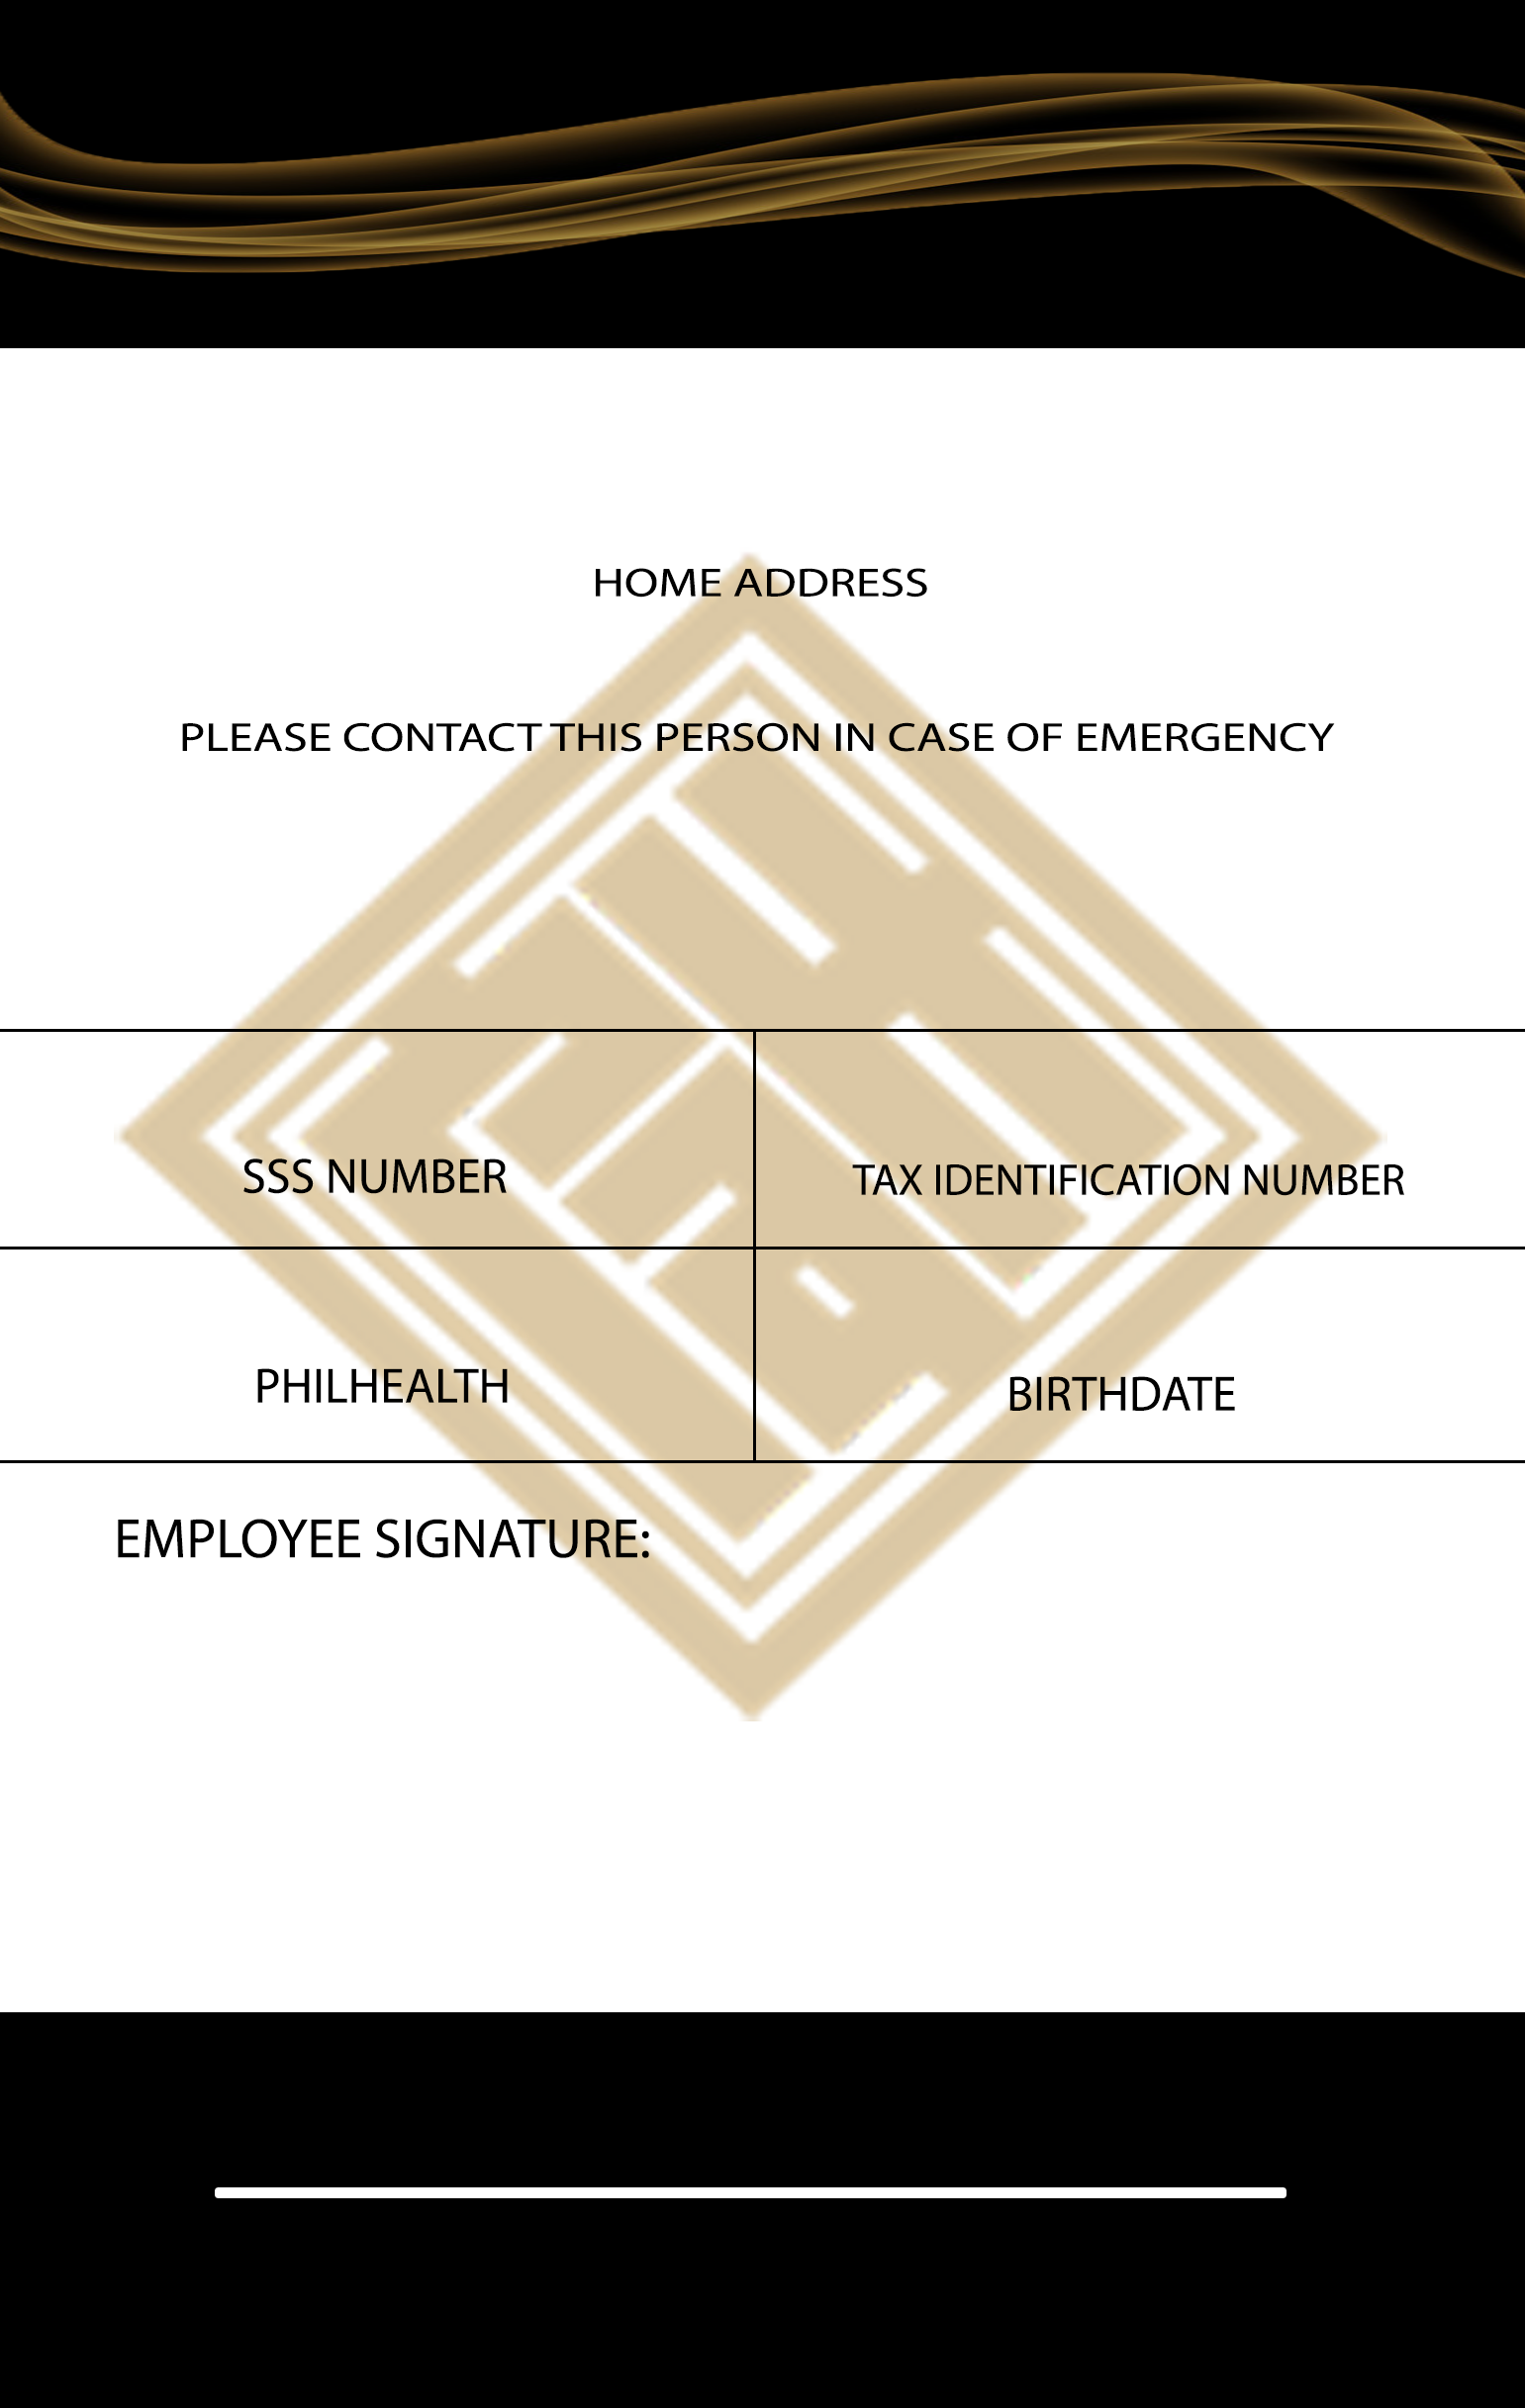 HOME ADDRESS
PLEASE CONTACT THIS PERSON IN CASE OF EMERGENCY
SSS NUMBER
TAX IDENTIFICATION NUMBER
PHILHEALTH
BIRTHDATE
EMPLOYEE SIGNATURE: